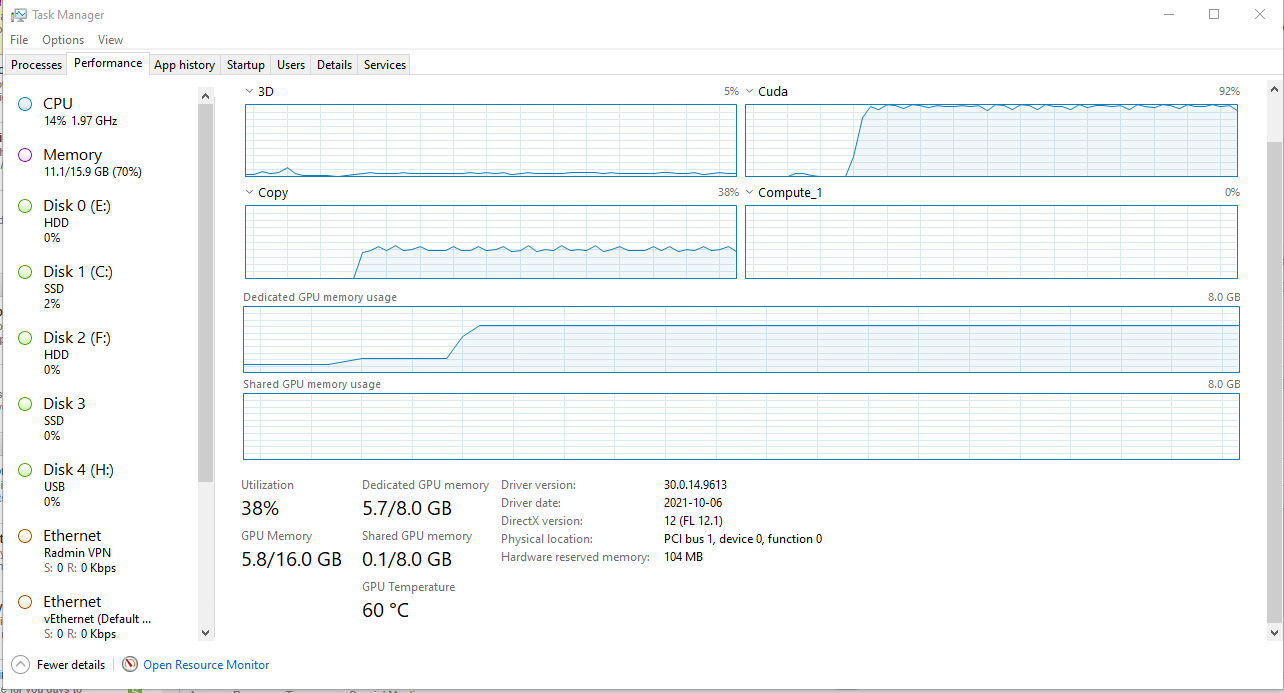 Task Manager
File Options View
Processes Performance App history Startup Users Details Services
CPU
14% 1.97 GHz
Memory
11.1/15.9 GB (70%)
Disk 0 (E:)
HDD
0%
Disk 1 (C:)
SSD
2%
Disk 2 (F:)
HDD
0%
Disk 3
SSD
0%
Disk 4 (H:)
USB
0%
Ethernet
Radmin VPN
S: 0 R: 0 Kbps
Ethernet
vEthernet (Default ...
S: 0 R: 0 Kbps
3D 5%
Cuda 92%
Copy 38%
Compute_1 0%
Dedicated GPU memory usage 8.0 GB
Shared GPU memory usage 8.0 GB
Utilization
38%
Dedicated GPU memory
5.7/8.0 GB
GPU Memory
5.8/16.0 GB
Shared GPU memory
0.1/8.0 GB
GPU Temperature
60 °C
Driver version: 30.0.14.9613
Driver date: 2021-10-06
DirectX version: 12 (FL 12.1)
Physical location: PCI bus 1, device 0, function 0
Hardware reserved memory: 104 MB
Fewer details Open Resource Monitor